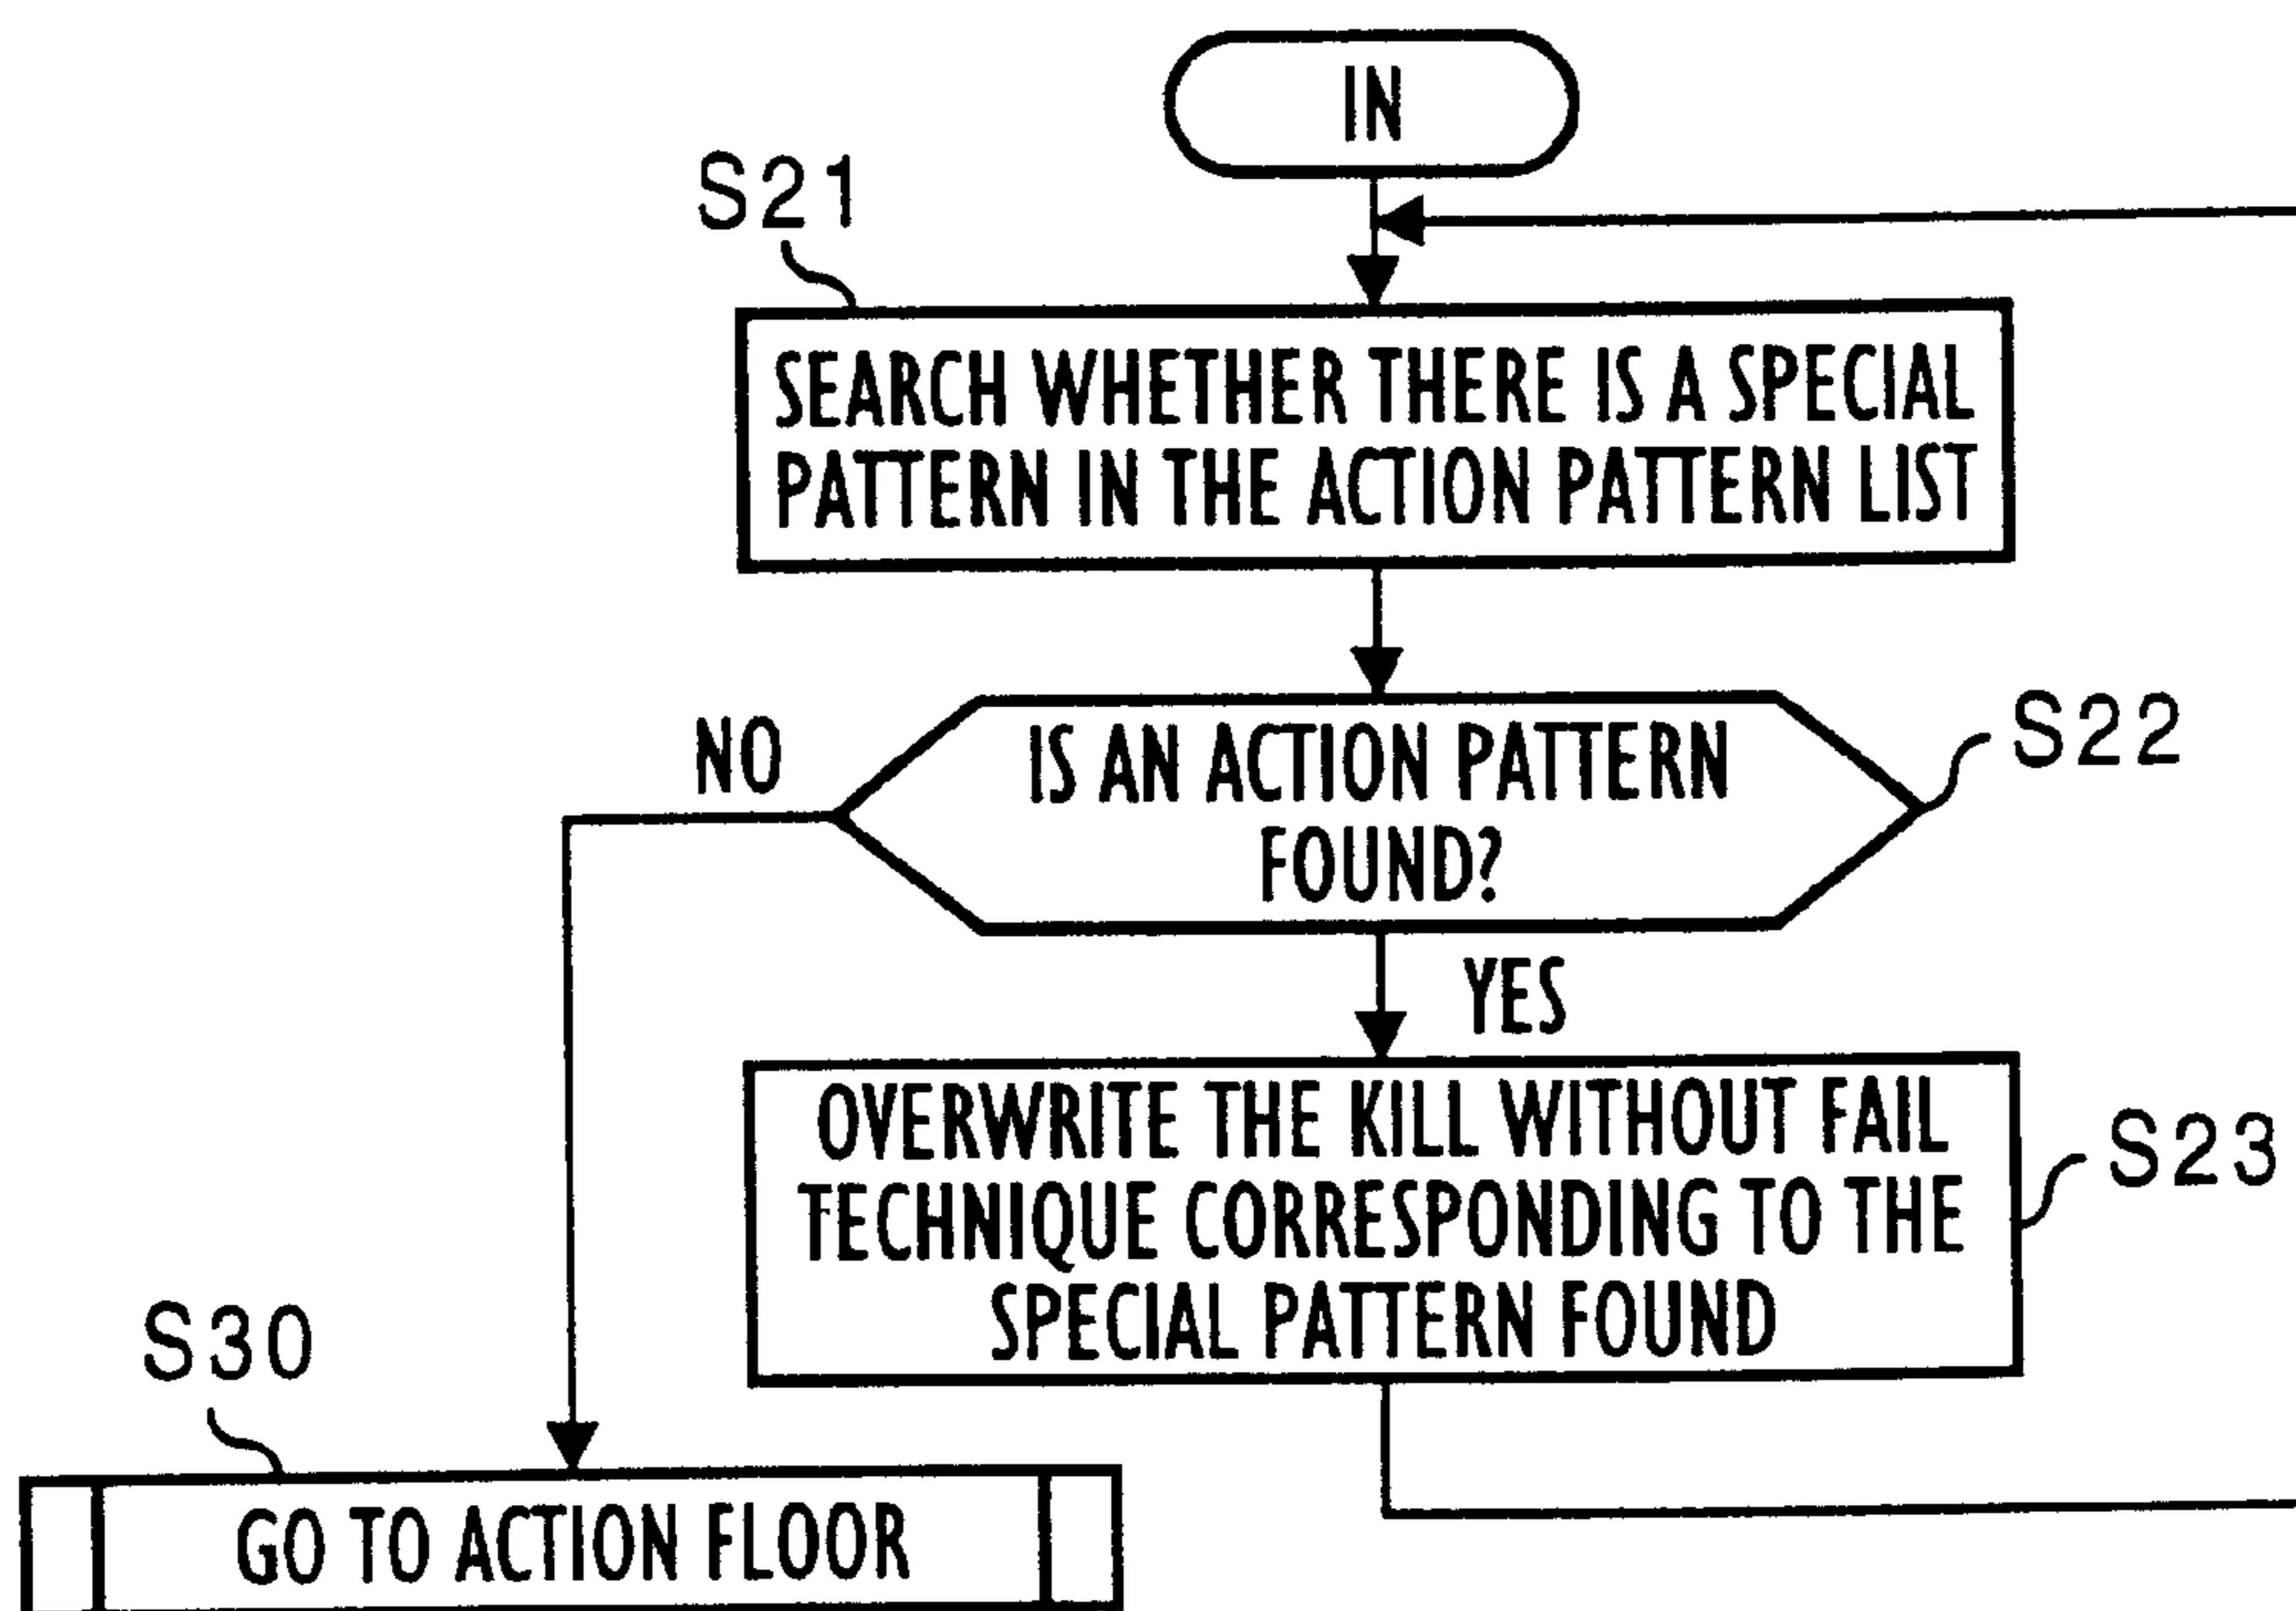 IN
S21
SEARCH WHETHER THERE IS A SPECIAL
PATTERN IN THE ACTION PATTERN LIST
NO
IS AN ACTION PATTERN
FOUND?
S22
YES
OVERWRITE THE KILL WITHOUT FAIL
TECHNIQUE CORRESPONDING TO THE
SPECIAL PATTERN FOUND
S23
S30
GO TO ACTION FLOOR